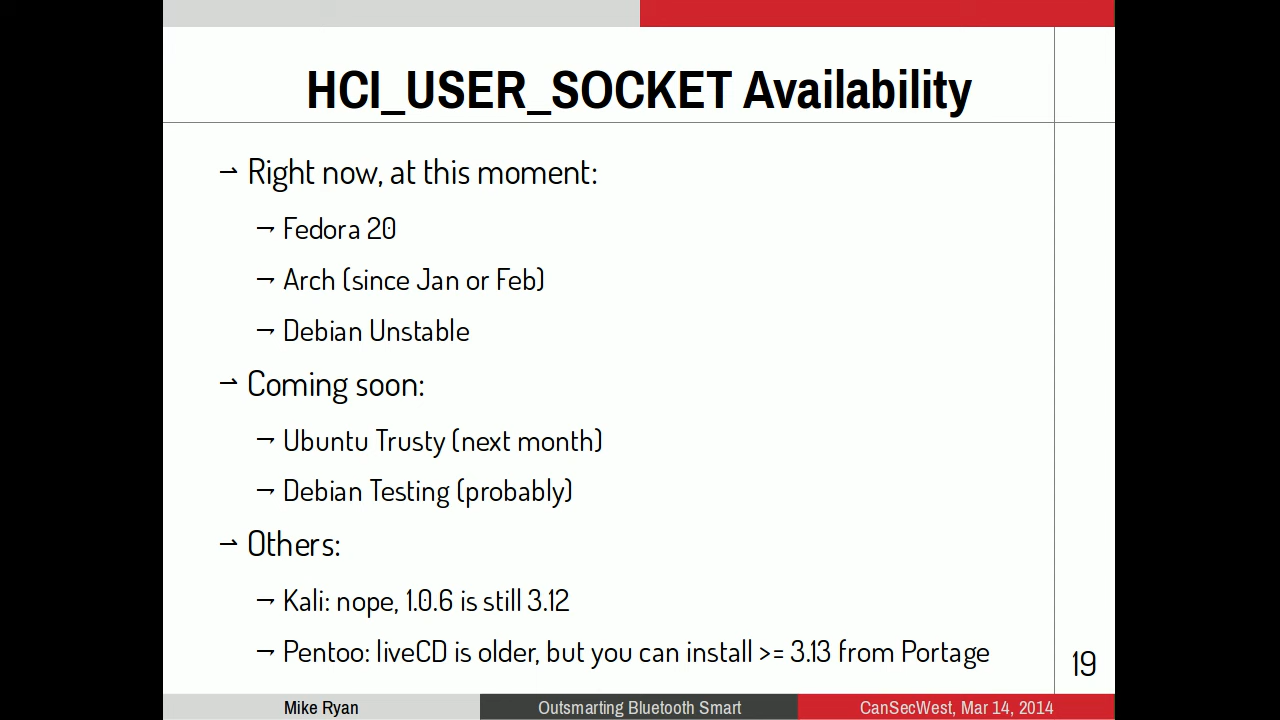 HCI_USER_SOCKET Availability
⇀ Right now, at this moment:
⇁ Fedora 20
⇁ Arch (since Jan or Feb)
⇁ Debian Unstable
⇀ Coming soon:
⇁ Ubuntu Trusty (next month)
⇁ Debian Testing (probably)
⇀ Others:
⇁ Kali: nope, 1.0.6 is still 3.12
⇁ Pentoo: liveCD is older, but you can install >= 3.13 from Portage
19
Mike Ryan
Outsmarting Bluetooth Smart
CanSecWest, Mar 14, 2014